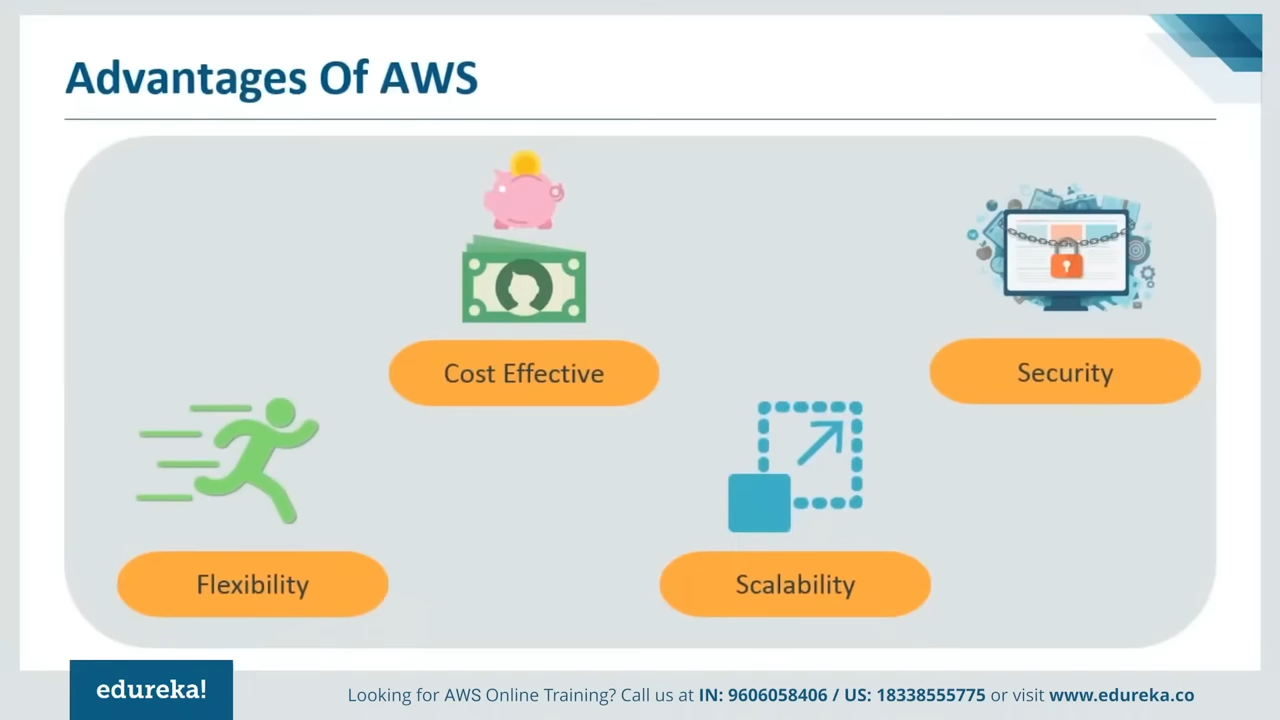 Advantages Of AWS
Cost Effective
Security
Flexibility
Scalability
edureka!
Looking for AWS Online Training? Call us at IN: 9606058406 / US: 18338555775 or visit www.edureka.co